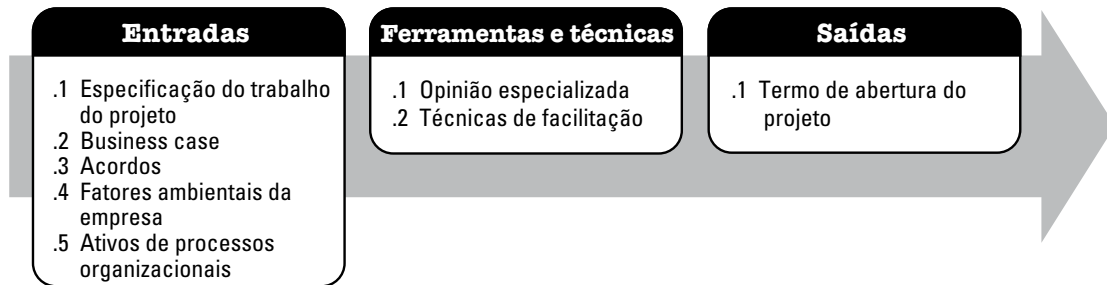 Entradas
.1 Especificação do trabalho
do projeto
.2 Business case
.3 Acordos
.4 Fatores ambientais da
empresa
.5 Ativos de processos
organizacionais
Ferramentas e técnicas
.1 Opinião especializada
.2 Técnicas de facilitação
Saídas
.1 Termo de abertura do
projeto